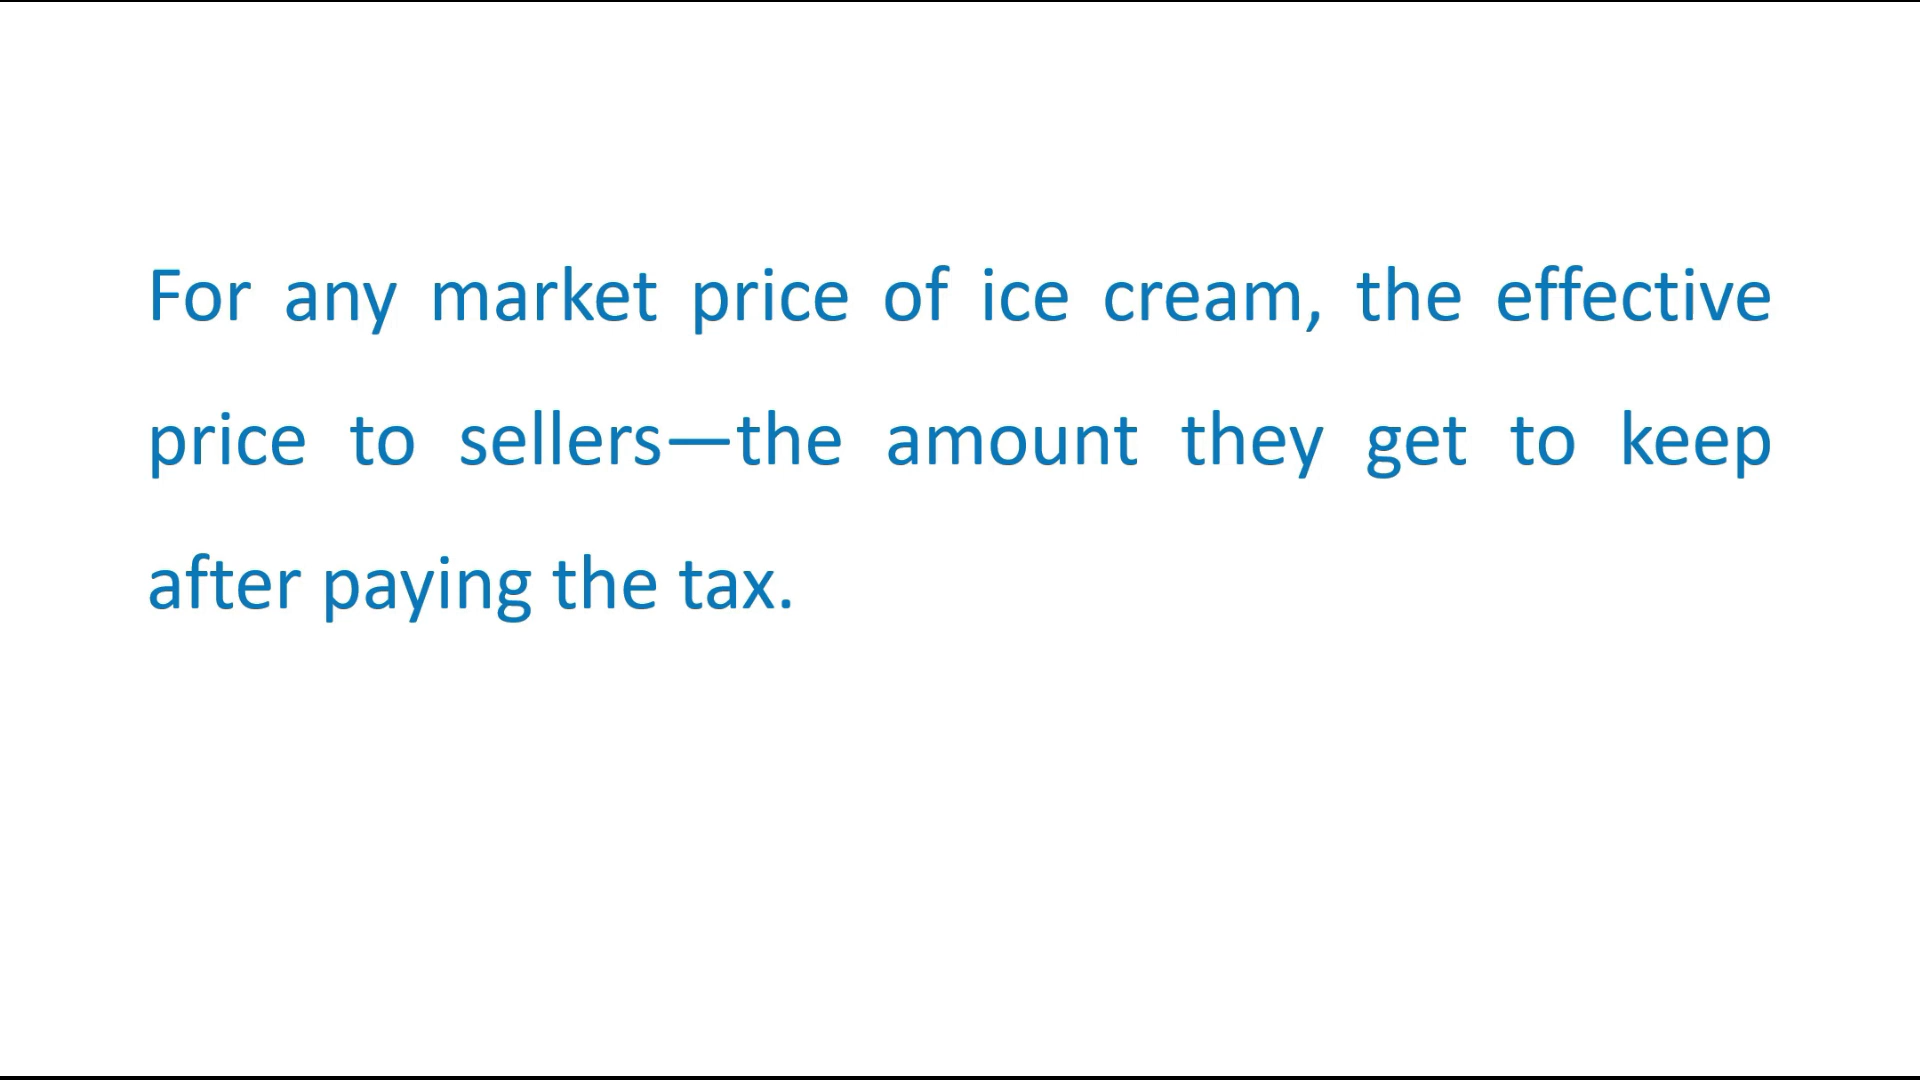 For any market price of ice cream, the effective
price to sellers—the amount they get to keep
after paying the tax.